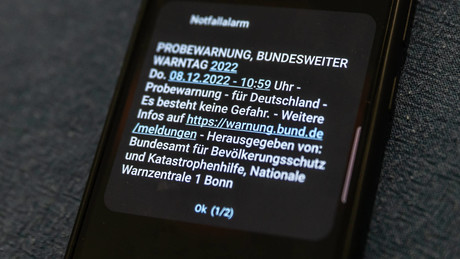 Notfallalarm
PROBEWARNUNG, BUNDESWEITER
WARNTAG 2022
Do. 08.12.2022 - 10:59 Uhr -
Probewarnung - für Deutschland -
Es besteht keine Gefahr. - Weitere
Infos auf https://warnung.bund.de
/meldungen - Herausgegeben von:
Bundesamt für Bevölkerungsschutz
und Katastrophenhilfe, Nationale
Warnzentrale 1 Bonn
Ok (1/2)